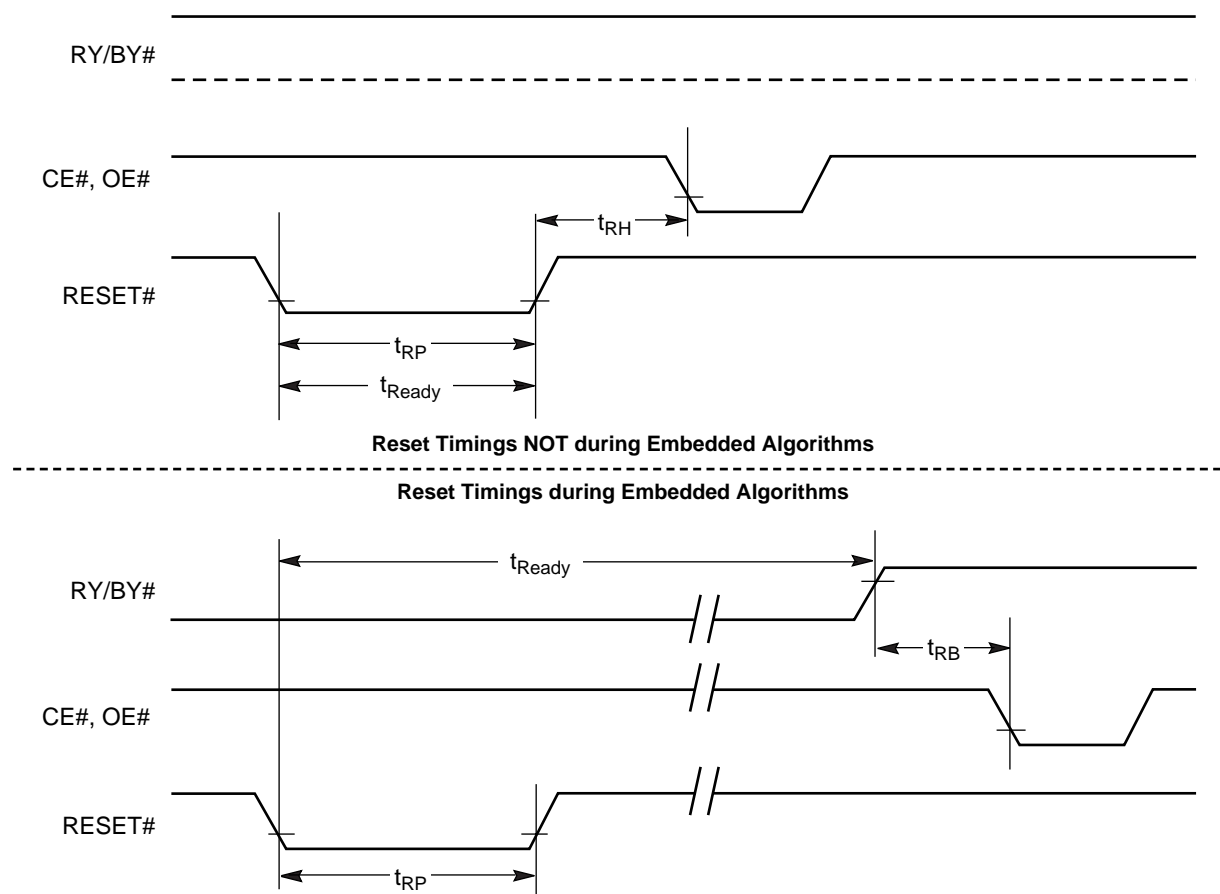 RY/BY#
CE#, OE#
tRH
RESET#
tRP
tReady
Reset Timings NOT during Embedded Algorithms
Reset Timings during Embedded Algorithms
tReady
RY/BY#
tRB
CE#, OE#
RESET#
tRP